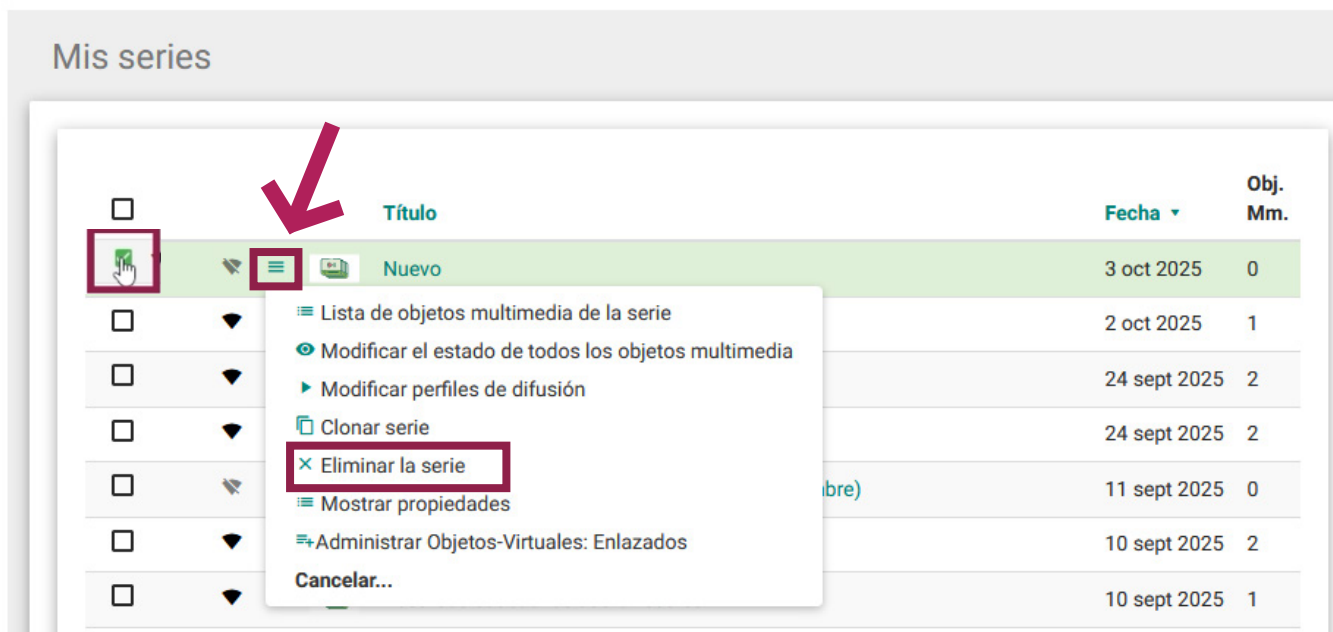 Mis series
Obj.
Título Fecha Mm.
Nuevo 3 oct 2025 0
Lista de objetos multimedia de la serie
2 oct 2025 1
Modificar el estado de todos los objetos multimedia
Modificar perfiles de difusión 24 sept 2025 2
Clonar serie 24 sept 2025 2
Eliminar la serie
bre) 11 sept 2025 0
Mostrar propiedades
Administrar Objetos-Virtuales: Enlazados 10 sept 2025 2
Cancelar...
10 sept 2025 1